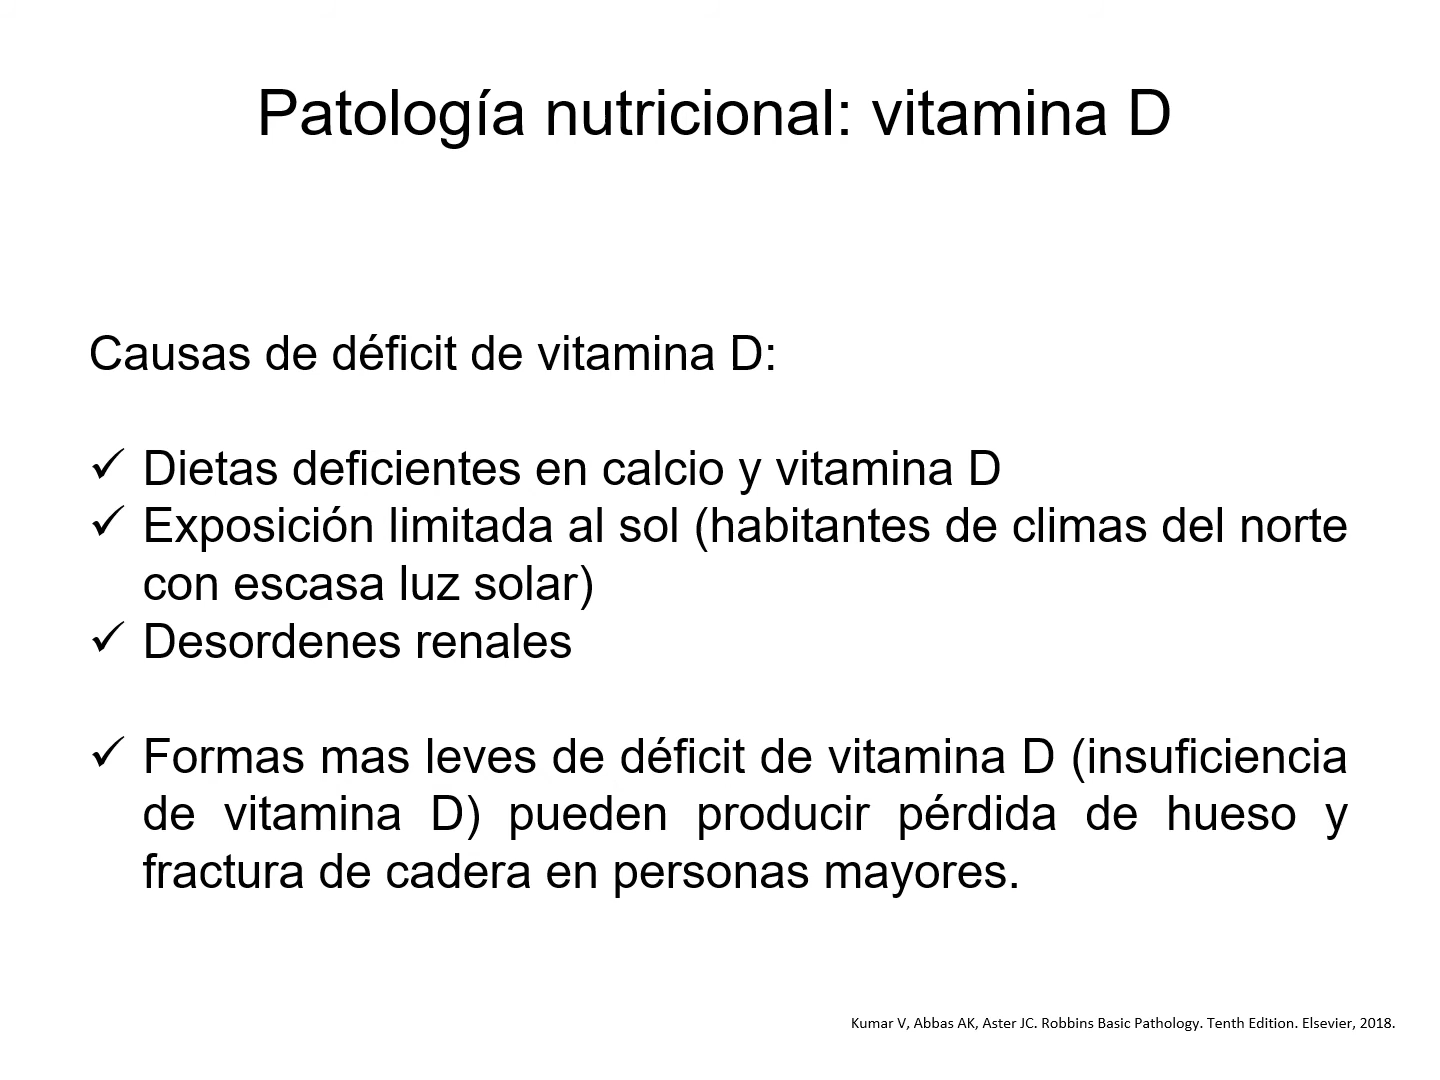 Patología nutricional: vitamina D
Causas de déficit de vitamina D:
✓ Dietas deficientes en calcio y vitamina D
✓ Exposición limitada al sol (habitantes de climas del norte
con escasa luz solar)
✓ Desordenes renales
✓ Formas mas leves de déficit de vitamina D (insuficiencia
de vitamina D) pueden producir pérdida de hueso y
fractura de cadera en personas mayores.
Kumar V, Abbas AK, Aster JC. Robbins Basic Pathology. Tenth Edition. Elsevier, 2018.